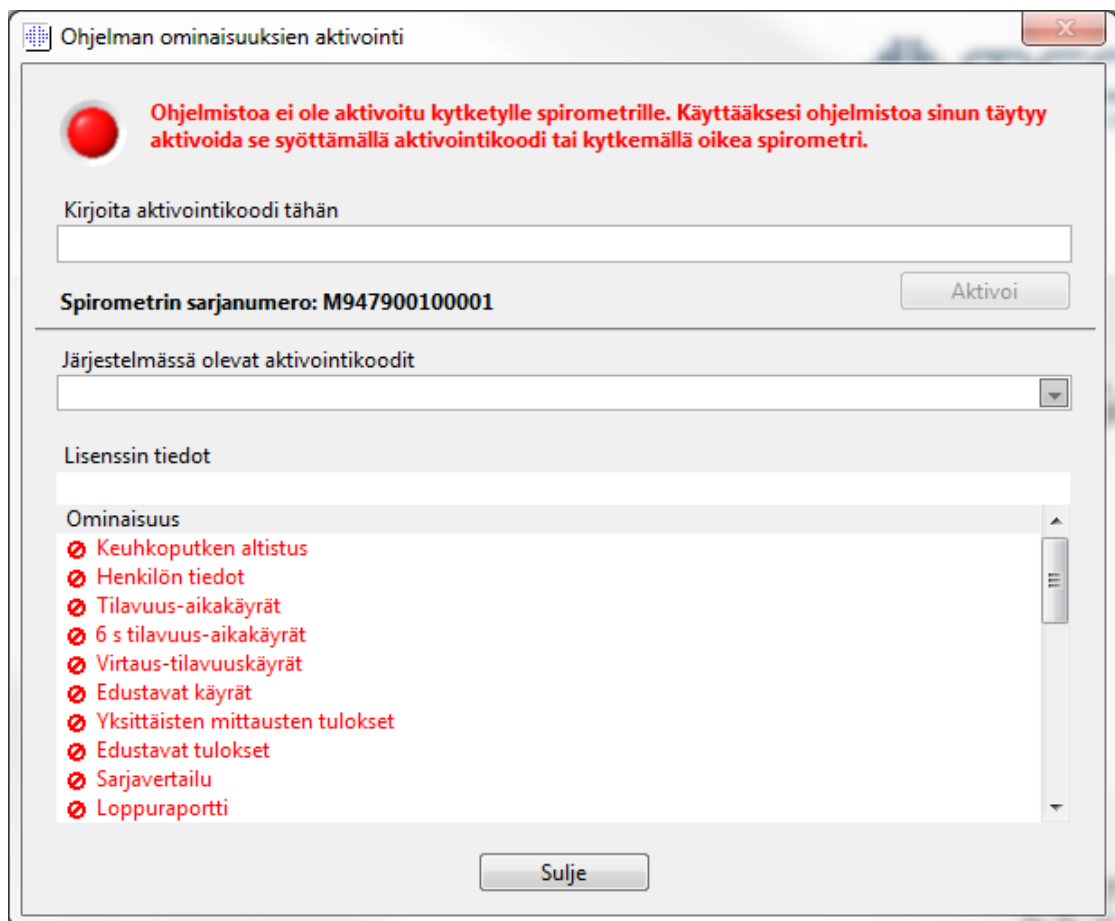 Ohjelman ominaisuuksien aktivointi
Ohjelmistoa ei ole aktivoitu kytketylle spirometrille. Käyttääksesi ohjelmistoa sinun täytyy
aktivoida se syöttämällä aktivointikoodi tai kytkemällä oikea spirometri.
Kirjoita aktivointikoodi tähän
Spirometrin sarjanumero: M947900100001
Aktivoi
Järjestelmässä olevat aktivointikoodit
Lisenssin tiedot
Ominaisuus
Keuhkoputken altistus
Henkilön tiedot
Tilavuus-aikakäyrät
6 s tilavuus-aikakäyrät
Virtaus-tilavuuskäyrät
Edustavat käyrät
Yksittäisten mittausten tulokset
Edustavat tulokset
Sarjavertailu
Loppuraportti
Sulje